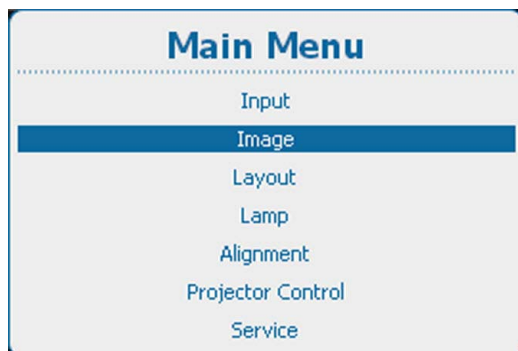 Main Menu
Input
Image
Layout
Lamp
Alignment
Projector Control
Service